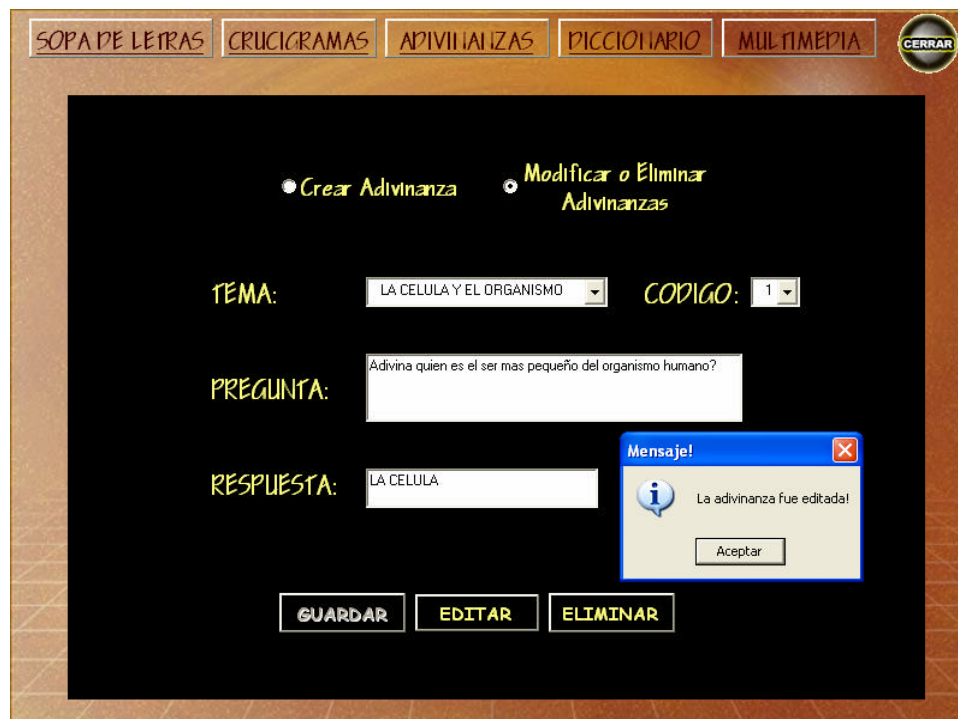 SOPA DE LETRAS CRUCIGRAMAS ADIVINANZAS DICCIONARIO MULTIMEDIA CERRAR
Crear Adivinanza
Modificar o Eliminar
Adivinanzas
TEMA: LA CELULA Y EL ORGANISMO CODIGO: 1
PREGUNTA: Adivina quien es el ser mas pequeño del organismo humano?
RESPUESTA: LA CELULA
Mensaje!
La adivinanza fue editada!
Aceptar
GUARDAR EDITAR ELIMINAR